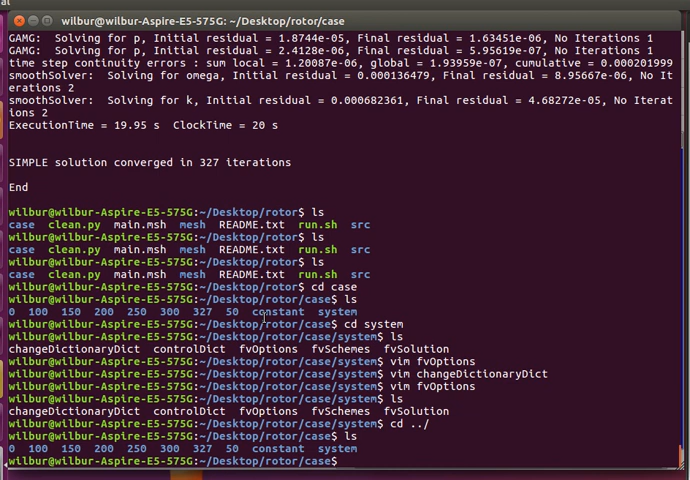 al
wilbur@wilbur-Aspire-E5-575G: ~/Desktop/rotor/case
GAMG:  Solving for p, Initial residual = 1.8744e-05, Final residual = 1.63451e-06, No Iterations 1
GAMG:  Solving for p, Initial residual = 2.4128e-06, Final residual = 5.95619e-07, No Iterations 1
time step continuity errors : sum local = 1.20087e-06, global = 1.93959e-07, cumulative = 0.000201999
smoothSolver:  Solving for omega, Initial residual = 0.000136479, Final residual = 8.95667e-06, No It
erations 2
smoothSolver:  Solving for k, Initial residual = 0.000682361, Final residual = 4.68272e-05, No Iterat
ions 2
ExecutionTime = 19.95 s  ClockTime = 20 s
SIMPLE solution converged in 327 iterations
End
wilbur@wilbur-Aspire-E5-575G:~/Desktop/rotor$ ls
case  clean.py  main.msh  mesh  README.txt  run.sh  src
wilbur@wilbur-Aspire-E5-575G:~/Desktop/rotor$ ls
case  clean.py  main.msh  mesh  README.txt  run.sh  src
wilbur@wilbur-Aspire-E5-575G:~/Desktop/rotor$ ls
case  clean.py  main.msh  mesh  README.txt  run.sh  src
wilbur@wilbur-Aspire-E5-575G:~/Desktop/rotor$ cd case
wilbur@wilbur-Aspire-E5-575G:~/Desktop/rotor/case$ ls
0  100  150  200  250  300  327  50  constant  system
wilbur@wilbur-Aspire-E5-575G:~/Desktop/rotor/case$ cd system
wilbur@wilbur-Aspire-E5-575G:~/Desktop/rotor/case/system$ ls
changeDictionaryDict  controlDict  fvOptions  fvSchemes  fvSolution
wilbur@wilbur-Aspire-E5-575G:~/Desktop/rotor/case/system$ vim fvOptions
wilbur@wilbur-Aspire-E5-575G:~/Desktop/rotor/case/system$ vim changeDictionaryDict
wilbur@wilbur-Aspire-E5-575G:~/Desktop/rotor/case/system$ vim fvOptions
wilbur@wilbur-Aspire-E5-575G:~/Desktop/rotor/case/system$ ls
changeDictionaryDict  controlDict  fvOptions  fvSchemes  fvSolution
wilbur@wilbur-Aspire-E5-575G:~/Desktop/rotor/case/system$ cd ../
wilbur@wilbur-Aspire-E5-575G:~/Desktop/rotor/case$ ls
0  100  150  200  250  300  327  50  constant  system
wilbur@wilbur-Aspire-E5-575G:~/Desktop/rotor/case$